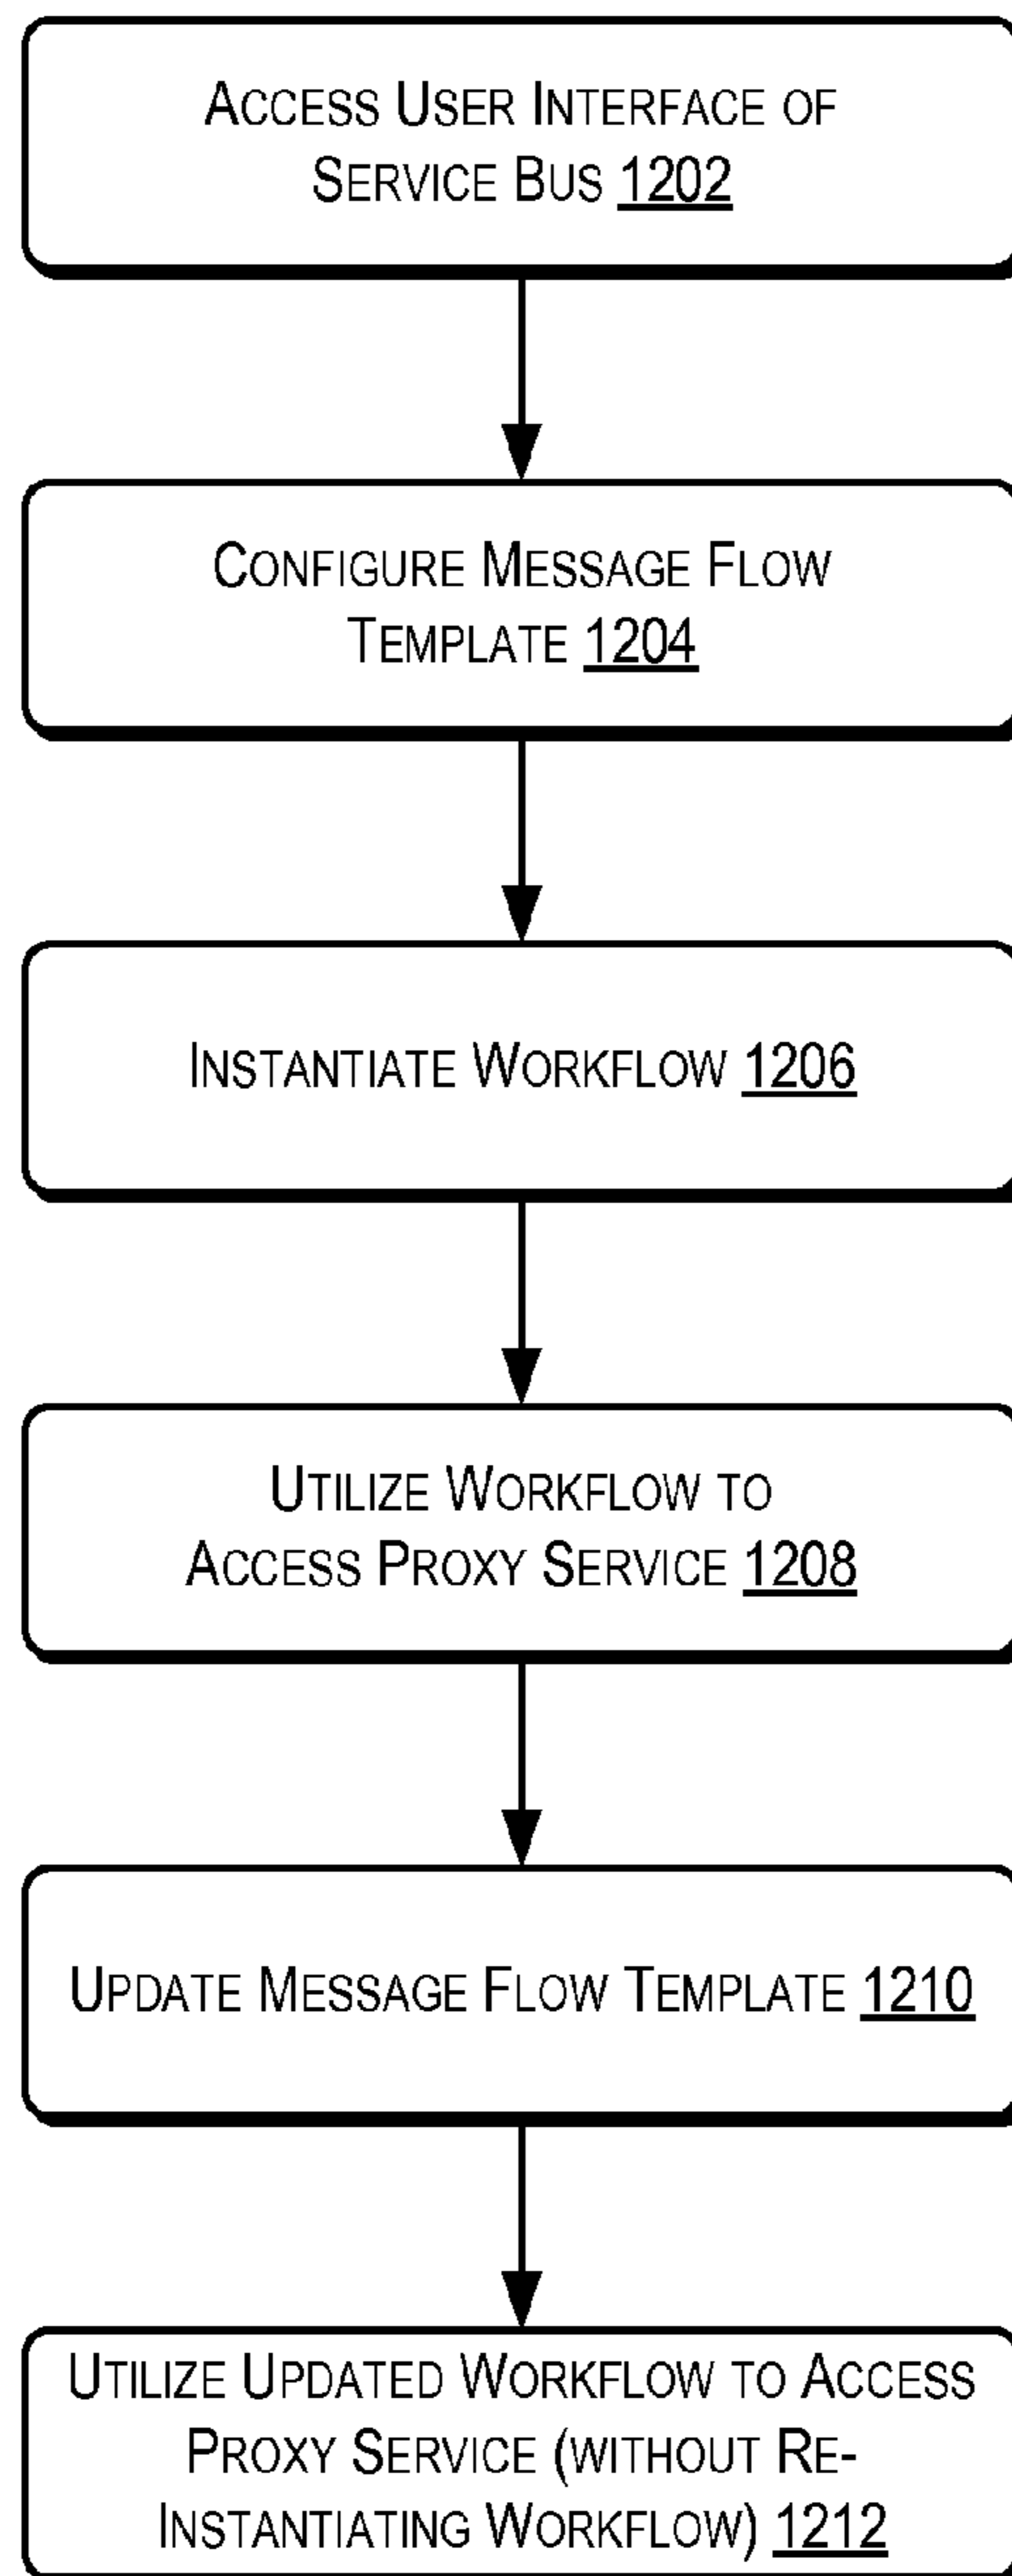 ACCESS USER INTERFACE OF
SERVICE BUS 1202
CONFIGURE MESSAGE FLOW
TEMPLATE 1204
INSTANTIATE WORKFLOW 1206
UTILIZE WORKFLOW TO
ACCESS PROXY SERVICE 1208
UPDATE MESSAGE FLOW TEMPLATE 1210
UTILIZE UPDATED WORKFLOW TO ACCESS
PROXY SERVICE (WITHOUT RE-
INSTANTIATING WORKFLOW) 1212